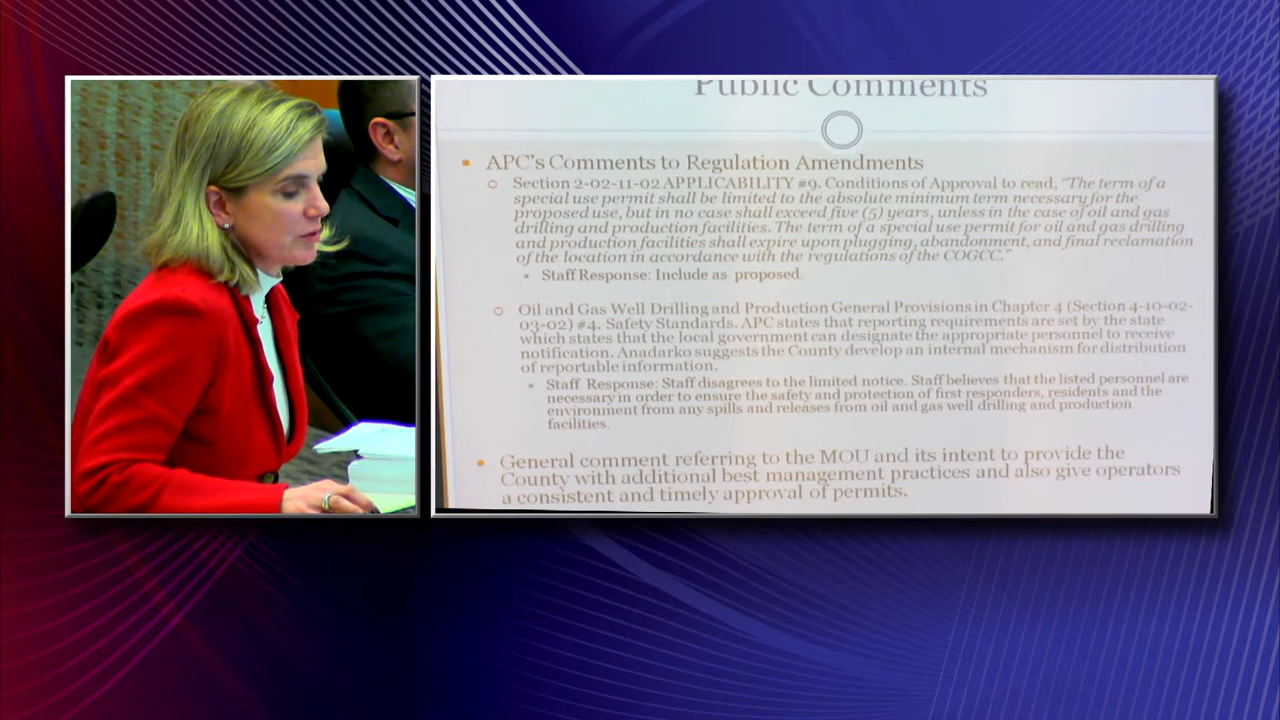 Public Comments
• APC's Comments to Regulation Amendments
o Section 2-02-11-02 APPLICABILITY #9. Conditions of Approval to read, "The term of a
special use permit shall be limited to the absolute minimum term necessary for the
proposed use, but in no case shall exceed five (5) years, unless in the case of oil and gas
drilling and production facilities. The term of a special use permit for oil and gas drilling
and production facilities shall expire upon plugging, abandonment, and final reclamation
of the location in accordance with the regulations of the COGCC."
▪ Staff Response: Include as proposed.
o Oil and Gas Well Drilling and Production General Provisions in Chapter 4 (Section 4-10-02-
03-02) #4. Safety Standards. APC states that reporting requirements are set by the state
which states that the local government can designate the appropriate personnel to receive
notification. Anadarko suggests the County develop an internal mechanism for distribution
of reportable information.
▪ Staff Response: Staff disagrees to the limited notice. Staff believes that the listed personnel are
necessary in order to ensure the safety and protection of first responders, residents and the
environment from any spills and releases from oil and gas well drilling and production
facilities.
• General comment referring to the MOU and its intent to provide the
County with additional best management practices and also give operators
a consistent and timely approval of permits.